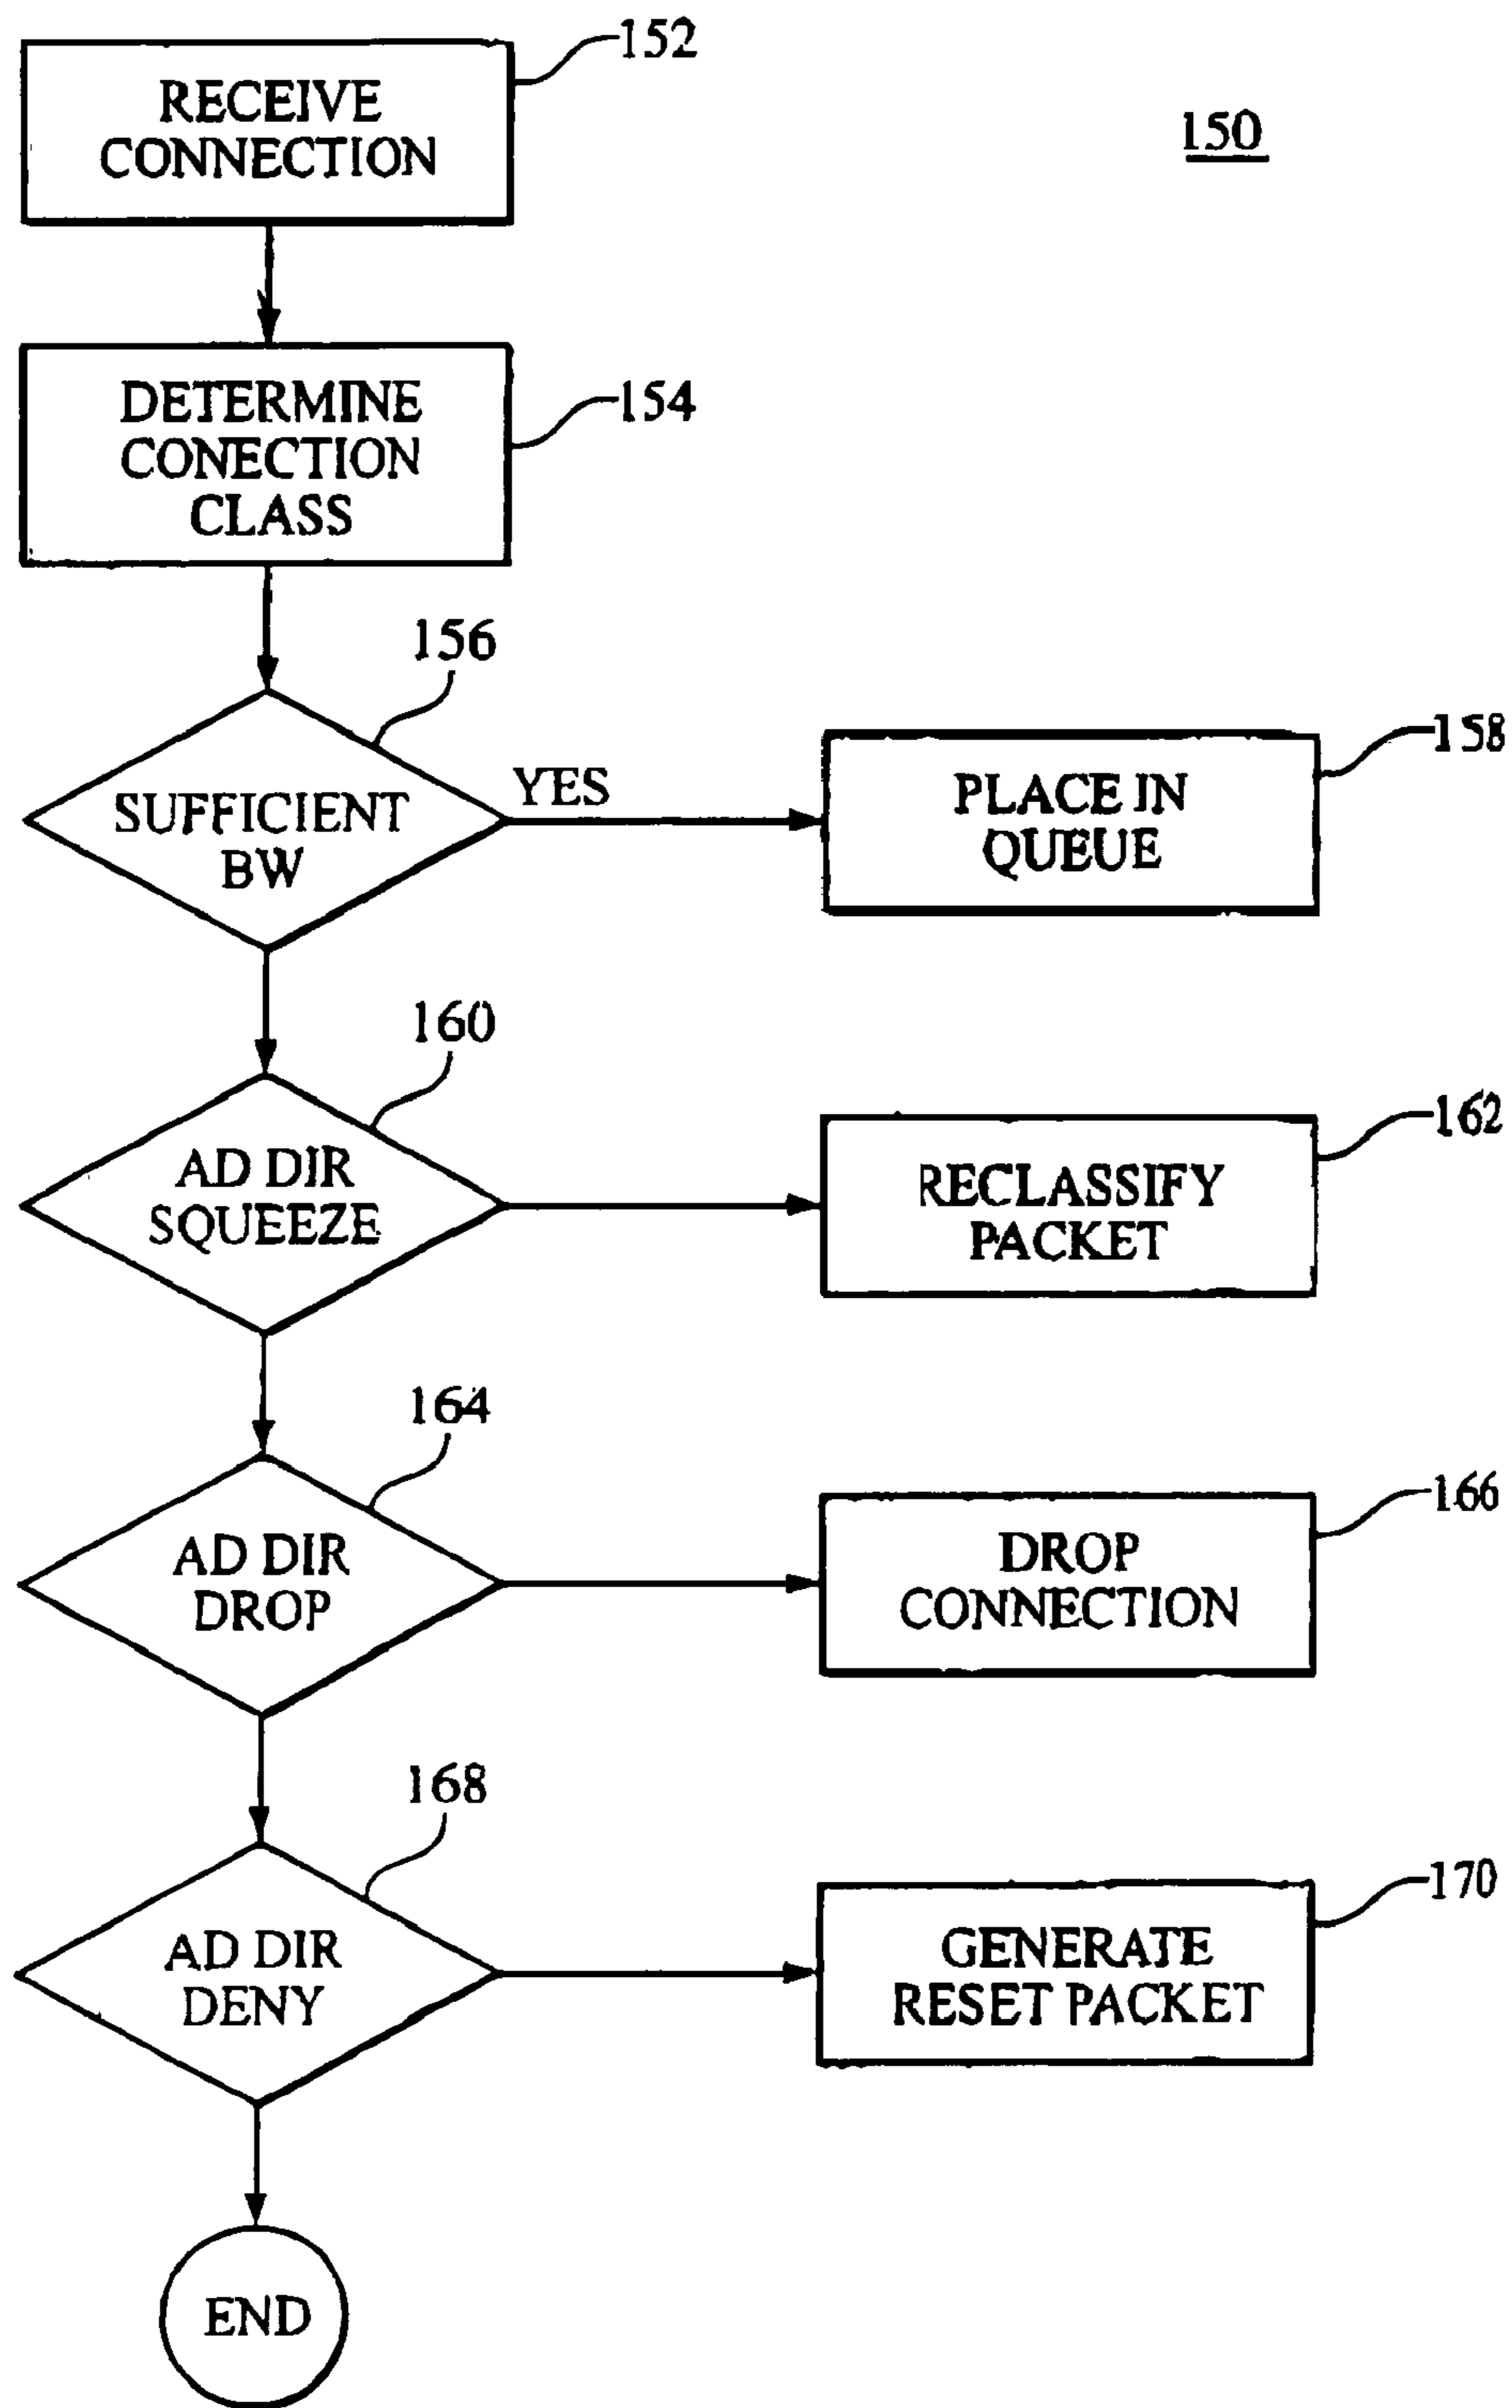 152
RECEIVE
CONNECTION
150
DETERMINE
CONECTION
CLASS
154
156
SUFFICIENT
BW
YES
PLACE IN
QUEUE
158
160
AD DIR
SQUEEZE
RECLASSIFY
PACKET
162
164
AD DIR
DROP
DROP
CONNECTION
166
168
AD DIR
DENY
GENERATE
RESET PACKET
170
END